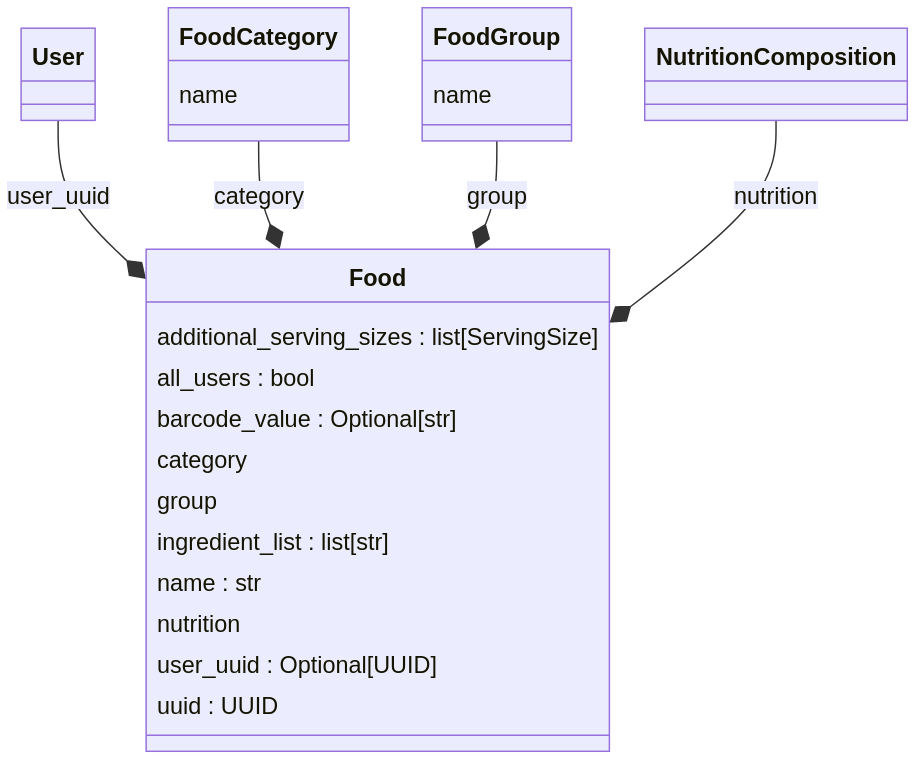 User
FoodCategory
name
FoodGroup
name
NutritionComposition
user_uuid
category
group
nutrition
Food
additional_serving_sizes : list[ServingSize]
all_users : bool
barcode_value : Optional[str]
category
group
ingredient_list : list[str]
name : str
nutrition
user_uuid : Optional[UUID]
uuid : UUID